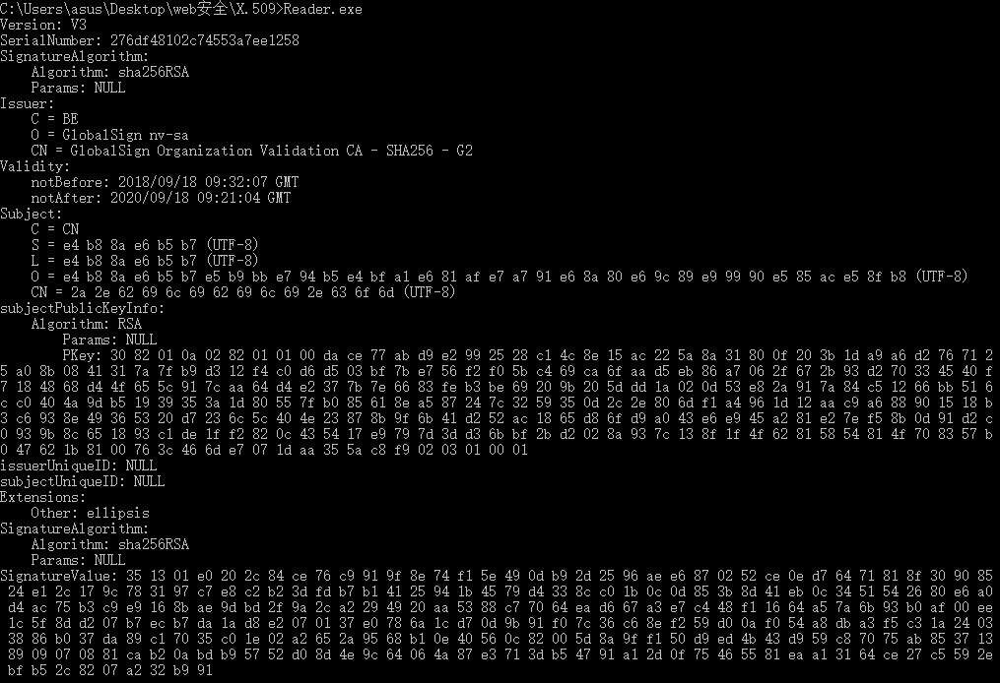 C:\Users\asus\Desktop\web安全\X.509>Reader.exe
Version: V3
SerialNumber: 276df48102c74553a7ee1258
SignatureAlgorithm:
    Algorithm: sha256RSA
    Params: NULL
Issuer:
    C = BE
    O = GlobalSign nv-sa
    CN = GlobalSign Organization Validation CA - SHA256 - G2
Validity:
    notBefore: 2018/09/18 09:32:07 GMT
    notAfter: 2020/09/18 09:21:04 GMT
Subject:
    C = CN
    S = e4 b8 8a e6 b5 b7 (UTF-8)
    L = e4 b8 8a e6 b5 b7 (UTF-8)
    O = e4 b8 8a e6 b5 b7 e5 b9 bb e7 94 b5 e4 bf a1 e6 81 af e7 a7 91 e6 8a 80 e6 9c 89 e9 99 90 e5 85 ac e5 8f b8 (UTF-8)
    CN = 2a 2e 62 69 6c 69 62 69 6c 69 2e 63 6f 6d (UTF-8)
subjectPublicKeyInfo:
    Algorithm: RSA
        Params: NULL
        PKey: 30 82 01 0a 02 82 01 01 00 da ce 77 ab d9 e2 99 25 28 c1 4c 8e 15 ac 22 5a 8a 31 80 0f 20 3b 1d a9 a6 d2 76 71 2
5 a0 8b 08 41 31 7a 7f b9 d3 12 f4 c0 d6 d5 03 bf 7b e7 56 f2 f0 5b c4 69 ca 6f aa d5 eb 86 a7 06 2f 67 2b 93 d2 70 33 45 40 f
7 18 48 68 d4 4f 65 5c 91 7c aa 64 d4 e2 37 7b 7e 66 83 fe b3 be 69 20 9b 20 5d dd 1a 02 0d 53 e8 2a 91 7a 84 c5 12 66 bb 51 6
c c0 40 4a 9d b5 19 39 35 3a 1d 80 55 7f b0 85 61 8e a5 87 24 7c 32 59 35 0d 2c 2e 80 6d f1 a4 96 1d 12 aa c9 a6 88 90 15 18 b
3 c6 93 8e 49 36 53 20 d7 23 6c 5c 40 4e 23 87 8b 9f 6b 41 d2 52 ac 18 65 d8 6f d9 a0 43 e6 e9 45 a2 81 e2 7e f5 8b 0d 91 d2 c
0 93 9b 8c 65 18 93 c1 de 1f f2 82 0c 43 54 17 e9 79 7d 3d d3 6b bf 2b d2 02 8a 93 7c 13 8f 1f 4f 62 81 58 54 81 4f 70 83 57 b
0 47 62 1b 81 00 76 3c 46 6d e7 07 1d aa 35 5a c8 f9 02 03 01 00 01
issuerUniqueID: NULL
subjectUniqueID: NULL
Extensions:
    Other: ellipsis
SignatureAlgorithm:
    Algorithm: sha256RSA
    Params: NULL
SignatureValue: 35 13 01 e0 20 2c 84 ce 76 c9 91 9f 8e 74 f1 5e 49 0d b9 2d 25 96 ae e6 87 02 52 ce 0e d7 64 71 81 8f 30 90 85
 24 e1 2c 17 9c 78 31 97 c7 e8 c2 b2 3d fd b7 b1 41 25 94 1b 45 79 d4 33 8c c0 1b 0c 0d 85 3b 8d 41 eb 0c 34 51 54 26 80 e6 a0
 d4 ac 75 b3 c9 e9 16 8b ae 9d bd 2f 9a 2c a2 29 49 20 aa 53 88 c7 70 64 ea d6 67 a3 e7 c4 48 f1 16 64 a5 7a 6b 93 b0 af 00 ee
 1c 5f 8d d2 07 b7 ec b7 da 1a d8 e2 07 01 37 e0 78 6a 1c d7 0d 9b 91 f0 7c 36 c6 8e f2 59 d0 0a f0 54 a8 db a3 f5 c3 1a 24 03
 38 86 b0 37 da 89 c1 70 35 c0 1e 02 a2 65 2a 95 68 b1 0e 40 56 0c 82 00 5d 8a 9f f1 50 d9 ed 4b 43 d9 59 c8 70 75 ab 85 37 13
 89 09 07 08 81 ca b2 0a bd b9 57 52 d0 8d 4e 9c 64 06 4a 87 e3 71 3d b5 47 91 a1 2d 0f 75 46 55 81 ea a1 31 64 ce 27 c5 59 2e
 bf b5 2c 82 07 a2 32 b9 91